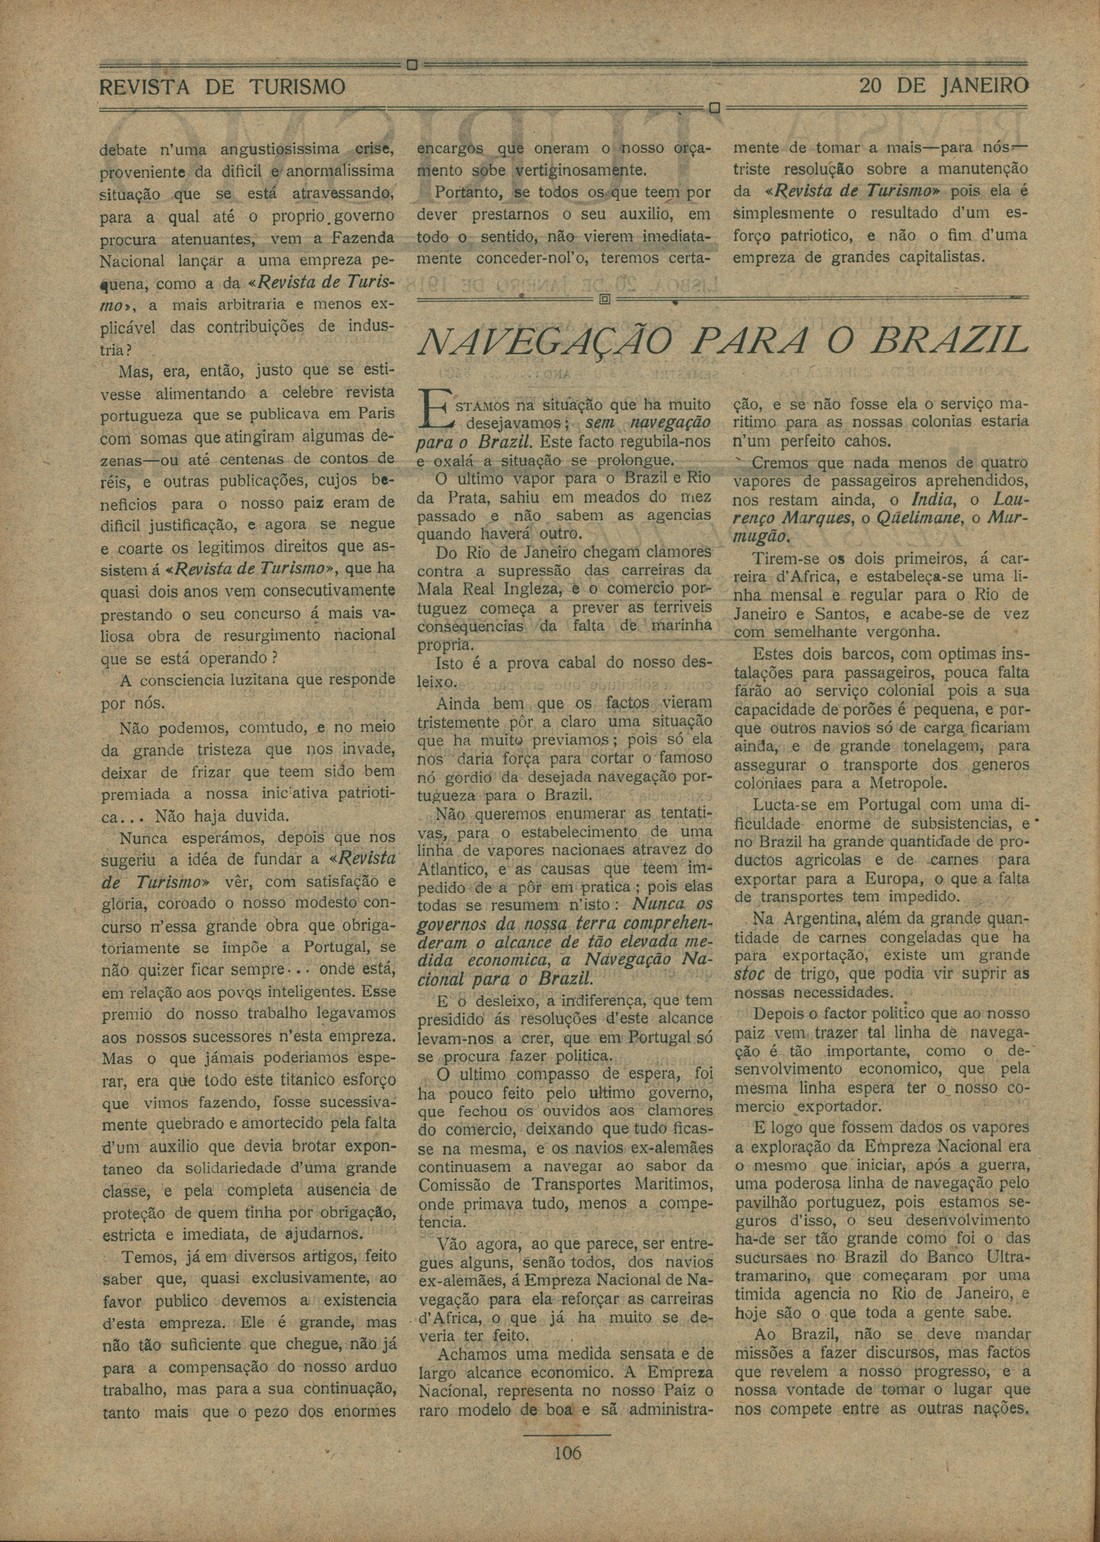 REVISTA DE TURISMO
20 DE JANEIRO
debate n'uma angustiosissima crise,
proveniente da dificil e anormalissima
situação que se está atravessando,
para a qual até o proprio governo
procura atenuantes, vem a Fazenda
Nacional lançar a uma empreza pe-
quena, como a da «Revista de Turis-
mo», a mais arbitraria e menos ex-
plicável das contribuições de indus-
tria?
Mas, era, então, justo que se esti-
vesse alimentando a celebre revista
portugueza que se publicava em Paris
com somas que atingiram algumas de-
zenas—ou até centenas de contos de
réis, e outras publicações, cujos be-
neficios para o nosso paiz eram de
dificil justificação, e agora se negue
e coarte os legitimos direitos que as-
sistem á «Revista de Turismo», que ha
quasi dois anos vem consecutivamente
prestando o seu concurso á mais va-
liosa obra de resurgimento nacional
que se está operando?
A consciencia luzitana que responde
por nós.
Não podemos, comtudo, e no meio
da grande tristeza que nos invade,
deixar de frizar que teem sido bem
premiada a nossa iniciativa patrioti-
ca... Não haja duvida.
Nunca esperámos, depois que nos
sugeriu a idéa de fundar a «Revista
de Turismo» vêr, com satisfação e
gloria, coroado o nosso modesto con-
curso n'essa grande obra que obriga-
toriamente se impõe a Portugal, se
não quizer ficar sempre... onde está,
em relação aos povos inteligentes. Esse
premio do nosso trabalho legavamos
aos nossos sucessores n'esta empreza.
Mas o que jámais poderiamos espe-
rar, era que todo este titanico esforço
que vimos fazendo, fosse sucessiva-
mente quebrado e amortecido pela falta
d'um auxilio que devia brotar expon-
taneo da solidariedade d'uma grande
classe, e pela completa ausencia de
proteção de quem tinha por obrigação,
estricta e imediata, de ajudarnos.
Temos, já em diversos artigos, feito
saber que, quasi exclusivamente, ao
favor publico devemos a existencia
d'esta empreza. Ele é grande, mas
não tão suficiente que chegue, não já
para a compensação do nosso arduo
trabalho, mas para a sua continuação,
tanto mais que o pezo dos enormes
encargos que oneram o nosso orça-
mento sobe vertiginosamente.
Portanto, se todos os que teem por
dever prestarnos o seu auxilio, em
todo o sentido, não vierem imediata-
mente conceder-nol'o, teremos certa-
mente de tomar a mais—para nós—
triste resolução sobre a manutenção
da «Revista de Turismo» pois ela é
simplesmente o resultado d'um es-
forço patriotico, e não o fim d'uma
empreza de grandes capitalistas.
NAVEGAÇÃO PARA O BRAZIL
ESTAMOS na situação que ha muito
desejavamos; sem navegação
para o Brazil. Este facto regubila-nos
e oxalá a situação se prolongue.
O ultimo vapor para o Brazil e Rio
da Prata, sahiu em meados do mez
passado e não sabem as agencias
quando haverá outro.
Do Rio de Janeiro chegam clamores
contra a supressão das carreiras da
Mala Real Ingleza, e o comercio por-
tuguez começa a prever as terriveis
consequencias da falta de marinha
propria.
Isto é a prova cabal do nosso des-
leixo.
Ainda bem que os factos vieram
tristemente pôr a claro uma situação
que ha muito previamos; pois só ela
nos daria força para cortar o famoso
nó gordio da desejada navegação por-
tugueza para o Brazil.
Não queremos enumerar as tentati-
vas, para o estabelecimento de uma
linha de vapores nacionaes atravez do
Atlantico, e as causas que teem im-
pedido de a pôr em pratica; pois elas
todas se resumem n'isto: Nunca os
governos da nossa terra comprehen-
deram o alcance de tão elevada me-
dida economica, a Navegação Na-
cional para o Brazil.
E o desleixo, a indiferença, que tem
presidido ás resoluções d'este alcance
levam-nos a crer, que em Portugal só
se procura fazer politica.
O ultimo compasso de espera, foi
ha pouco feito pelo ultimo governo,
que fechou os ouvidos aos clamores
do comercio, deixando que tudo ficas-
se na mesma, e os navios ex-alemães
continuasem a navegar ao sabor da
Comissão de Transportes Maritimos,
onde primava tudo, menos a compe-
tencia.
Vão agora, ao que parece, ser entre-
gues alguns, senão todos, dos navios
ex-alemães, á Empreza Nacional de Na-
vegação para ela reforçar as carreiras
d'Africa, o que já ha muito se de-
veria ter feito.
Achamos uma medida sensata e de
largo alcance economico. A Empreza
Nacional, representa no nosso Paiz o
raro modelo de boa e sã administra-
ção, e se não fosse ela o serviço ma-
ritimo para as nossas colonias estaria
n'um perfeito cahos.
Cremos que nada menos de quatro
vapores de passageiros aprehendidos,
nos restam ainda, o India, o Lou-
renço Marques, o Qüelimane, o Mur-
mugão.
Tirem-se os dois primeiros, á car-
reira d'Africa, e estabeleça-se uma li-
nha mensal e regular para o Rio de
Janeiro e Santos, e acabe-se de vez
com semelhante vergonha.
Estes dois barcos, com optimas ins-
talações para passageiros, pouca falta
farão ao serviço colonial pois a sua
capacidade de porões é pequena, e por-
que outros navios só de carga ficariam
ainda, e de grande tonelagem, para
assegurar o transporte dos generos
coloniaes para a Metropole.
Lucta-se em Portugal com uma di-
ficuldade enorme de subsistencias, e
no Brazil ha grande quantidade de pro-
ductos agricolas e de carnes para
exportar para a Europa, o que a falta
de transportes tem impedido.
Na Argentina, além da grande quan-
tidade de carnes congeladas que ha
para exportação, existe um grande
stoc de trigo, que podia vir suprir as
nossas necessidades.
Depois o factor politico que ao nosso
paiz vem trazer tal linha de navega-
ção é tão importante, como o de-
senvolvimento economico, que pela
mesma linha espera ter o nosso co-
mercio exportador.
E logo que fossem dados os vapores
a exploração da Empreza Nacional era
o mesmo que iniciar, após a guerra,
uma poderosa linha de navegação pelo
pavilhão portuguez, pois estamos se-
guros d'isso, o seu desenvolvimento
ha-de ser tão grande como foi o das
sucursaes no Brazil do Banco Ultra-
tramarino, que começaram por uma
timida agencia no Rio de Janeiro, e
hoje são o que toda a gente sabe.
Ao Brazil, não se deve mandar
missões a fazer discursos, mas factos
que revelem a nosso progresso, e a
nossa vontade de tomar o lugar que
nos compete entre as outras nações.
106